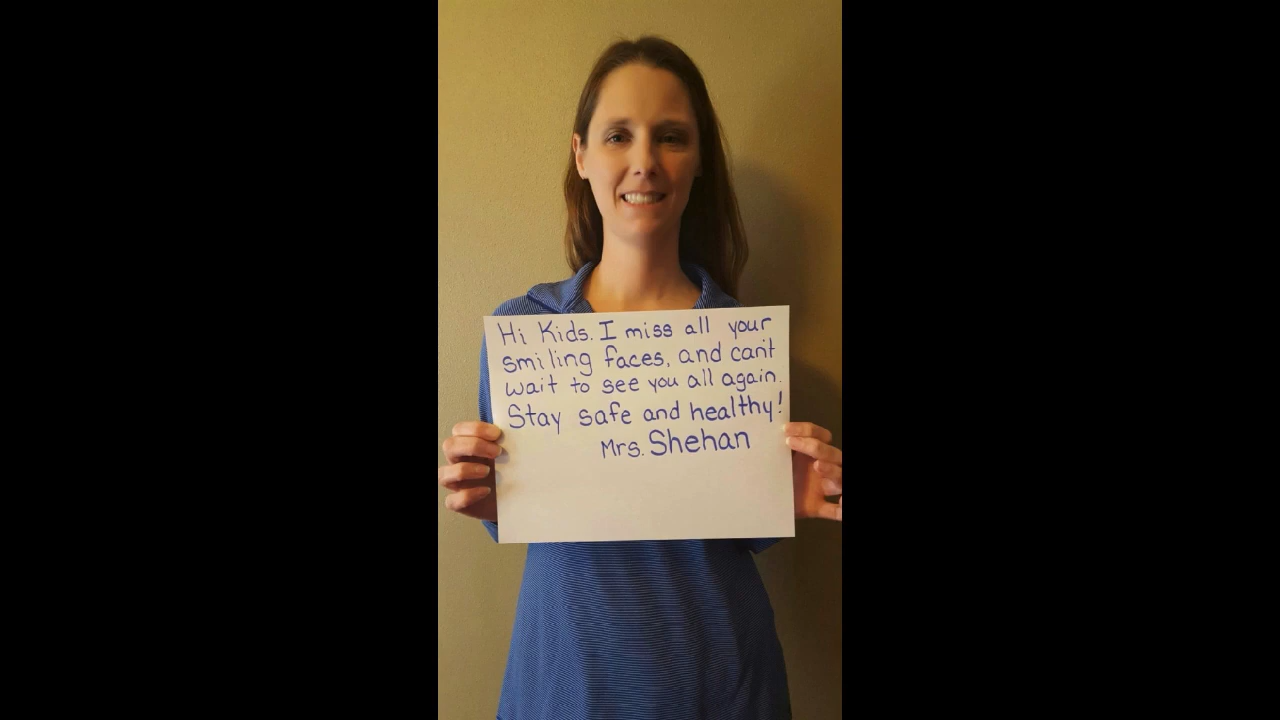 Hi Kids. I miss all your
smiling faces, and can't
wait to see you all again.
Stay safe and healthy!
Mrs. Shehan